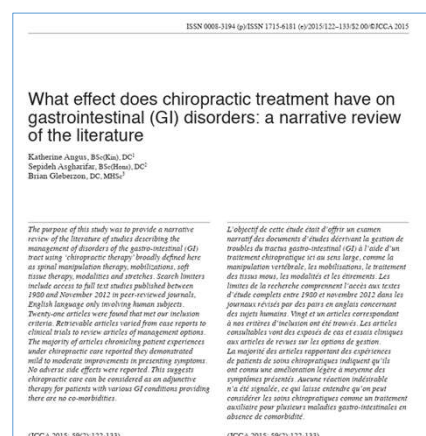 ISSN 0008-3194 (p)/ISSN 1715-6181 (e)/2015/122–133/$2.00/©JCCA 2015
What effect does chiropractic treatment have on
gastrointestinal (GI) disorders: a narrative review
of the literature
Katherine Angus, BSc(Kin), DC¹
Sepideh Asgharifar, BSc(Hons), DC²
Brian Gleberzon, DC, MHSc³
The purpose of this study was to provide a narrative
review of the literature of studies describing the
management of disorders of the gastro-intestinal (GI)
tract using ‘chiropractic therapy’ broadly defined here
as spinal manipulation therapy, mobilizations, soft
tissue therapy, modalities and stretches. Search limiters
include access to full text studies published between
1980 and November 2012 in peer-reviewed journals,
English language only involving human subjects.
Twenty-one articles were found that met our inclusion
criteria. Retrievable articles varied from case reports to
clinical trials to review articles of management options.
The majority of articles chronicling patient experiences
under chiropractic care reported they demonstrated
mild to moderate improvements in presenting symptoms.
No adverse side effects were reported. This suggests
chiropractic care can be considered as an adjunctive
therapy for patients with various GI conditions providing
there are no co-morbidities.
(JCCA 2015; 59(2):122-133)
L’objectif de cette étude était d’offrir un examen
narratif des documents d’études décrivant la gestion de
troubles du tractus gastro-intestinal (GI) à l’aide d’un
traitement chiropratique ici au sens large, comme la
manipulation vertébrale, les mobilisations, le traitement
des tissus mous, les modalités et les étirements. Les
limites de la recherche comprennent l’accès aux textes
d’étude complets entre 1980 et novembre 2012 dans les
journaux révisés par des pairs en anglais concernant
des sujets humains. Vingt et un articles correspondant
à nos critères d’inclusion ont été trouvés. Les articles
consultables vont des exposés de cas et essais cliniques
aux articles de revues sur les options de gestion.
La majorité des articles rapportant des expériences
de patients de soins chiropratiques indiquent qu’ils
ont connu une amélioration légère à moyenne des
symptômes présentés. Aucune réaction indésirable
n’a été signalée, ce qui laisse entendre qu’on peut
considérer les soins chiropratiques comme un traitement
auxiliaire pour plusieurs maladies gastro-intestinales en
absence de comorbidité.
(JCCA 2015; 59(2):122-133)